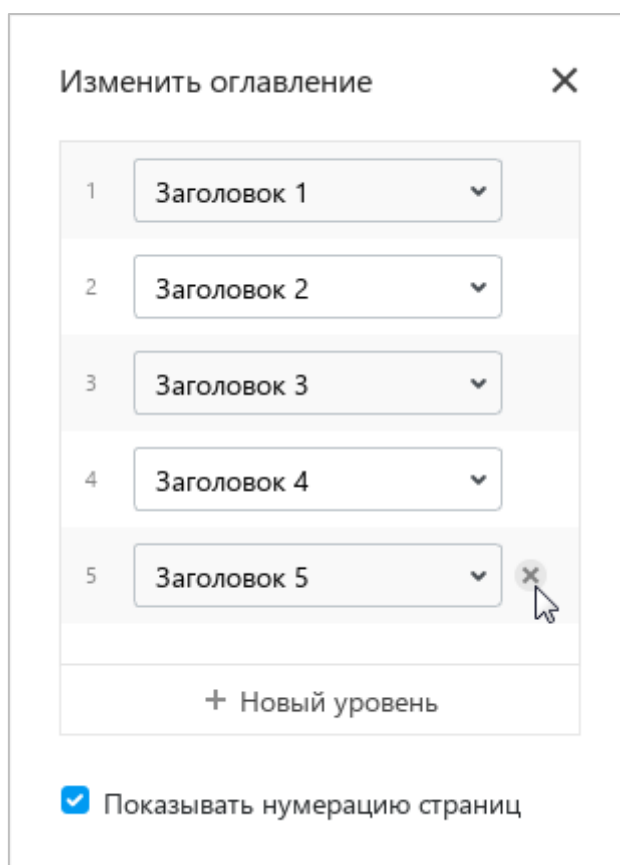 Изменить оглавление
1 Заголовок 1
2 Заголовок 2
3 Заголовок 3
4 Заголовок 4
5 Заголовок 5
+ Новый уровень
Показывать нумерацию страниц